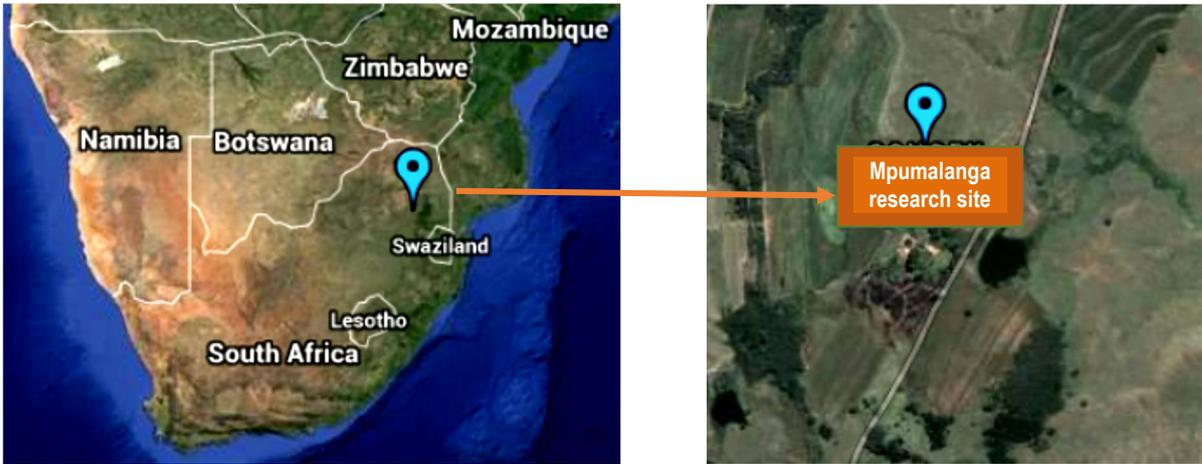 Mozambique
Zimbabwe
Namibia
Botswana
Swaziland
Lesotho
South Africa
Mpumalanga
research site